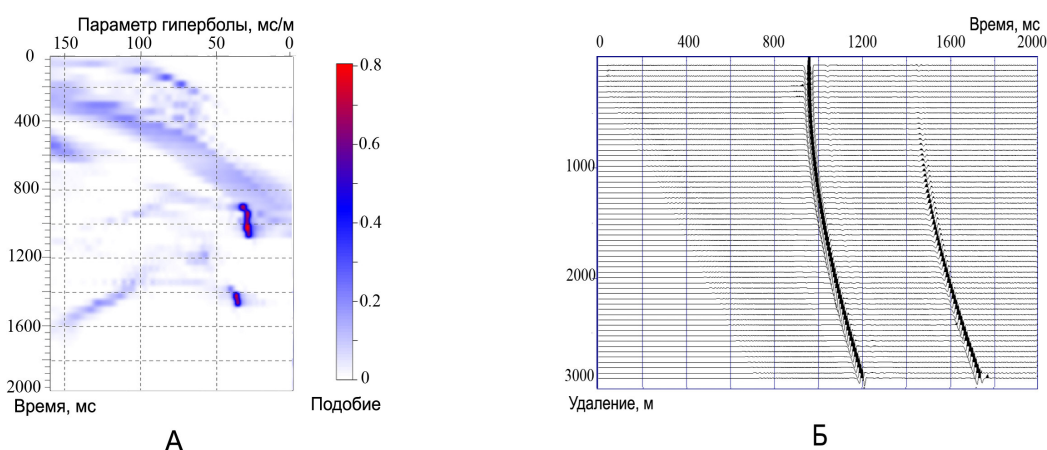 Параметр гиперболы, мс/м
150 100 50 0
0
400
800
1200
1600
2000
Время, мс
0.8
0.6
0.4
0.2
0
Подобие
А
Время, мс
0 400 800 1200 1600 2000
1000
2000
3000
Удаление, м
Б